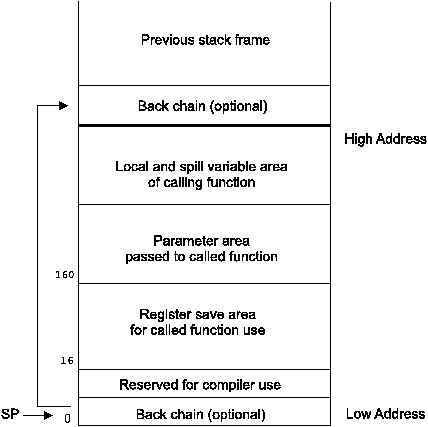 Previous stack frame
Back chain (optional)
High Address
Local and spill variable area
of calling function
Parameter area
passed to called function
160
Register save area
for called function use
16
Reserved for compiler use
SP
0
Back chain (optional)
Low Address